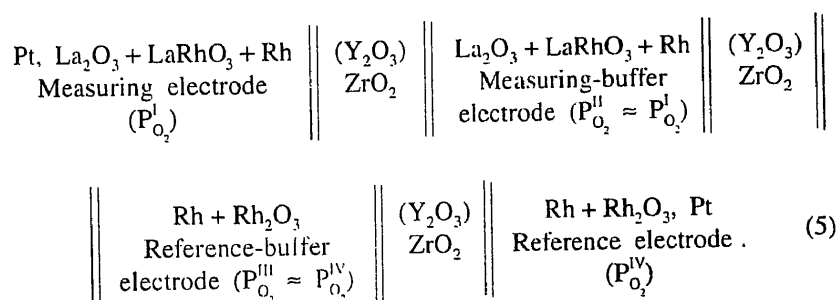 Pt, La₂O₃ + LaRhO₃ + Rh ‖ (Y₂O₃) ‖ La₂O₃ + LaRhO₃ + Rh ‖ (Y₂O₃) ‖
Measuring electrode ZrO₂ Measuring-buffer ZrO₂
(P^I_O₂) electrode (P^II_O₂ ≈ P^I_O₂)
‖ Rh + Rh₂O₃ ‖ (Y₂O₃) ‖ Rh + Rh₂O₃, Pt
Reference-buffer ZrO₂ Reference electrode . (5)
electrode (P^III_O₂ ≈ P^IV_O₂) (P^IV_O₂)